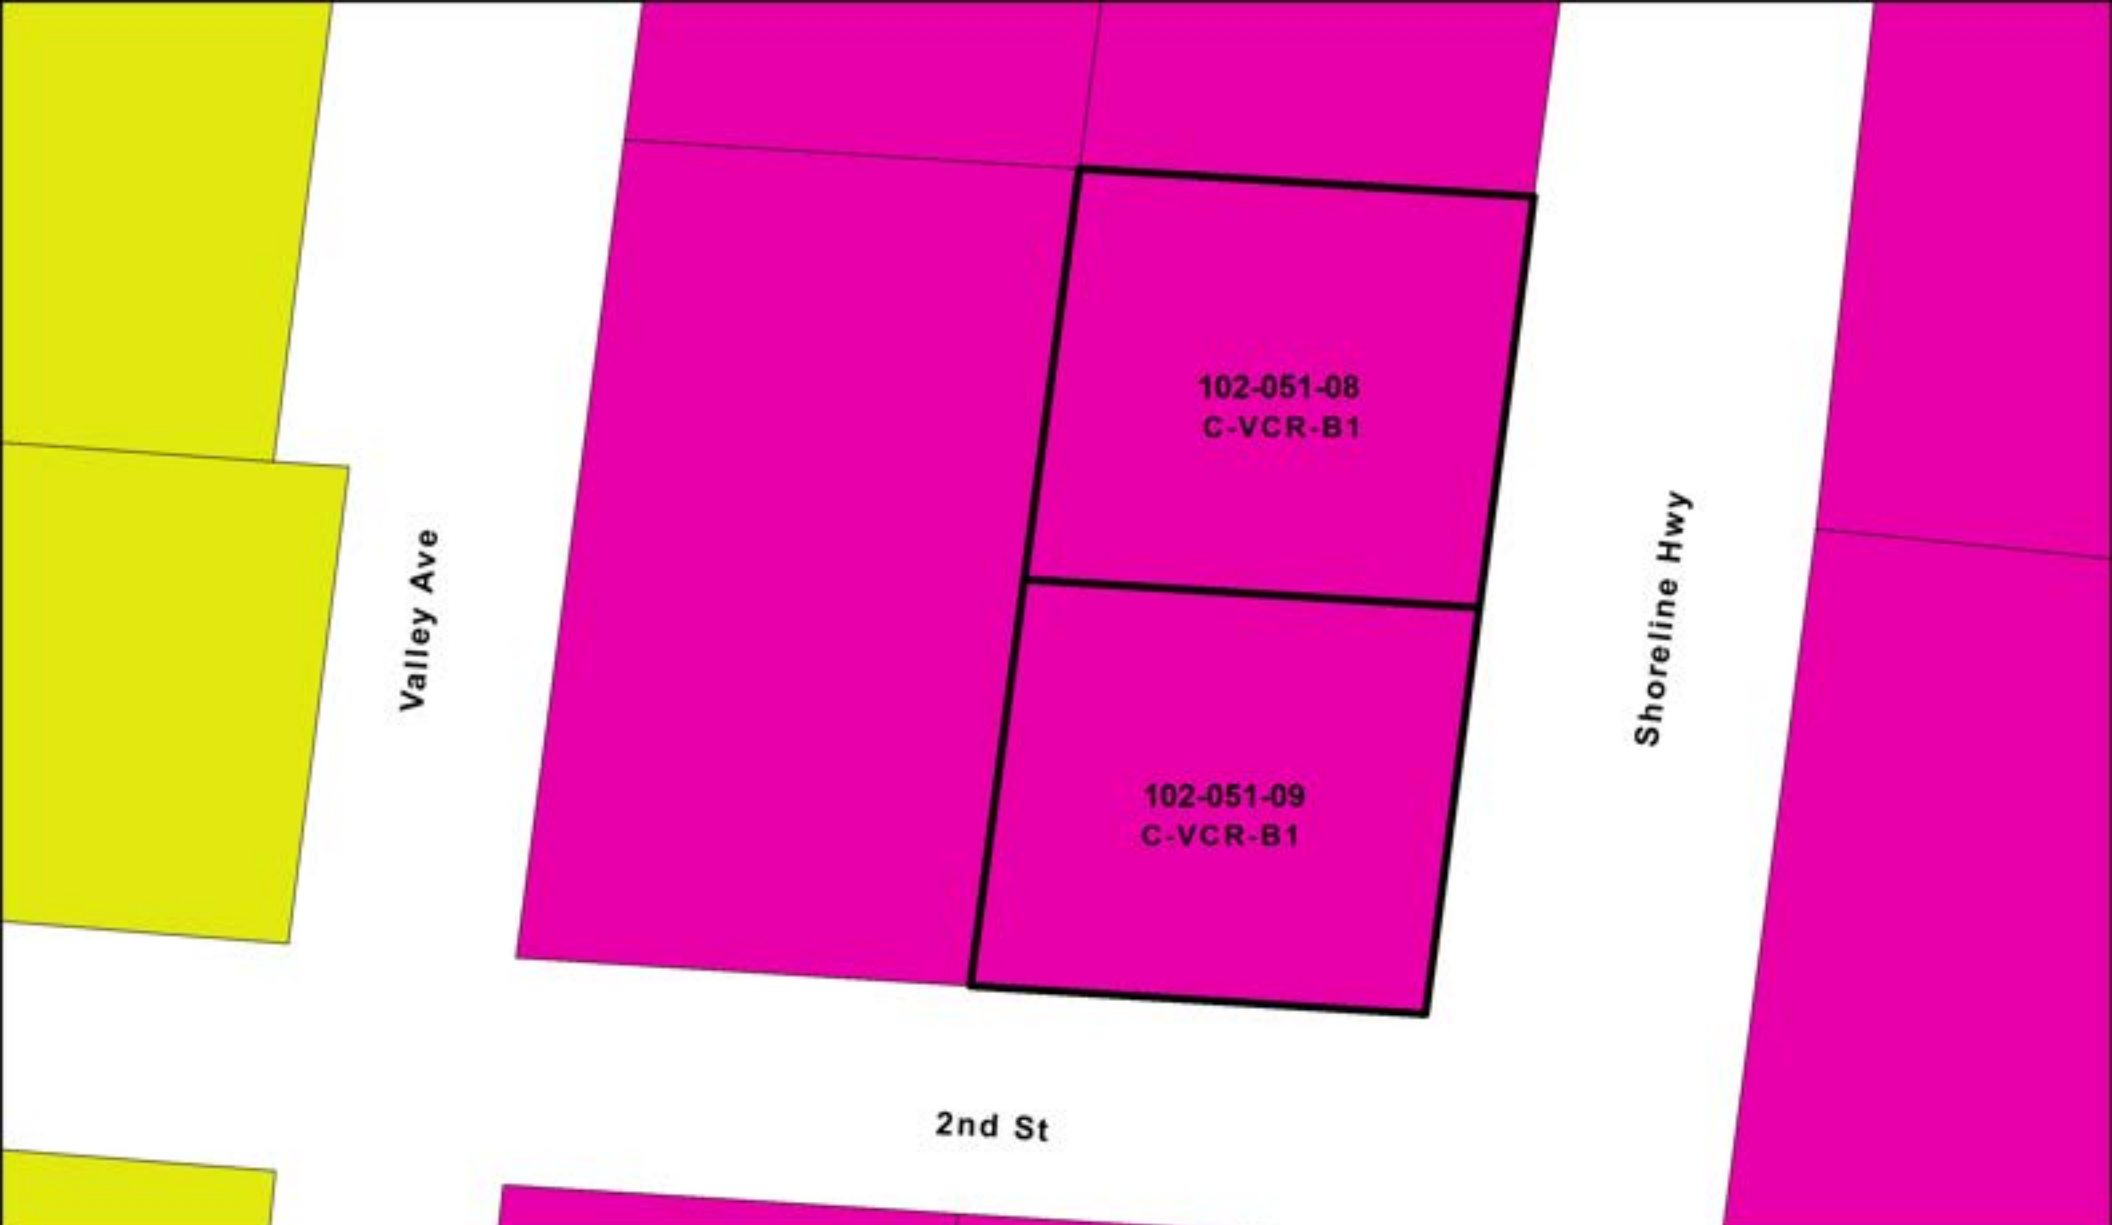 102-051-08
C-VCR-B1
Valley Ave
Shoreline Hwy
102-051-09
C-VCR-B1
2nd St